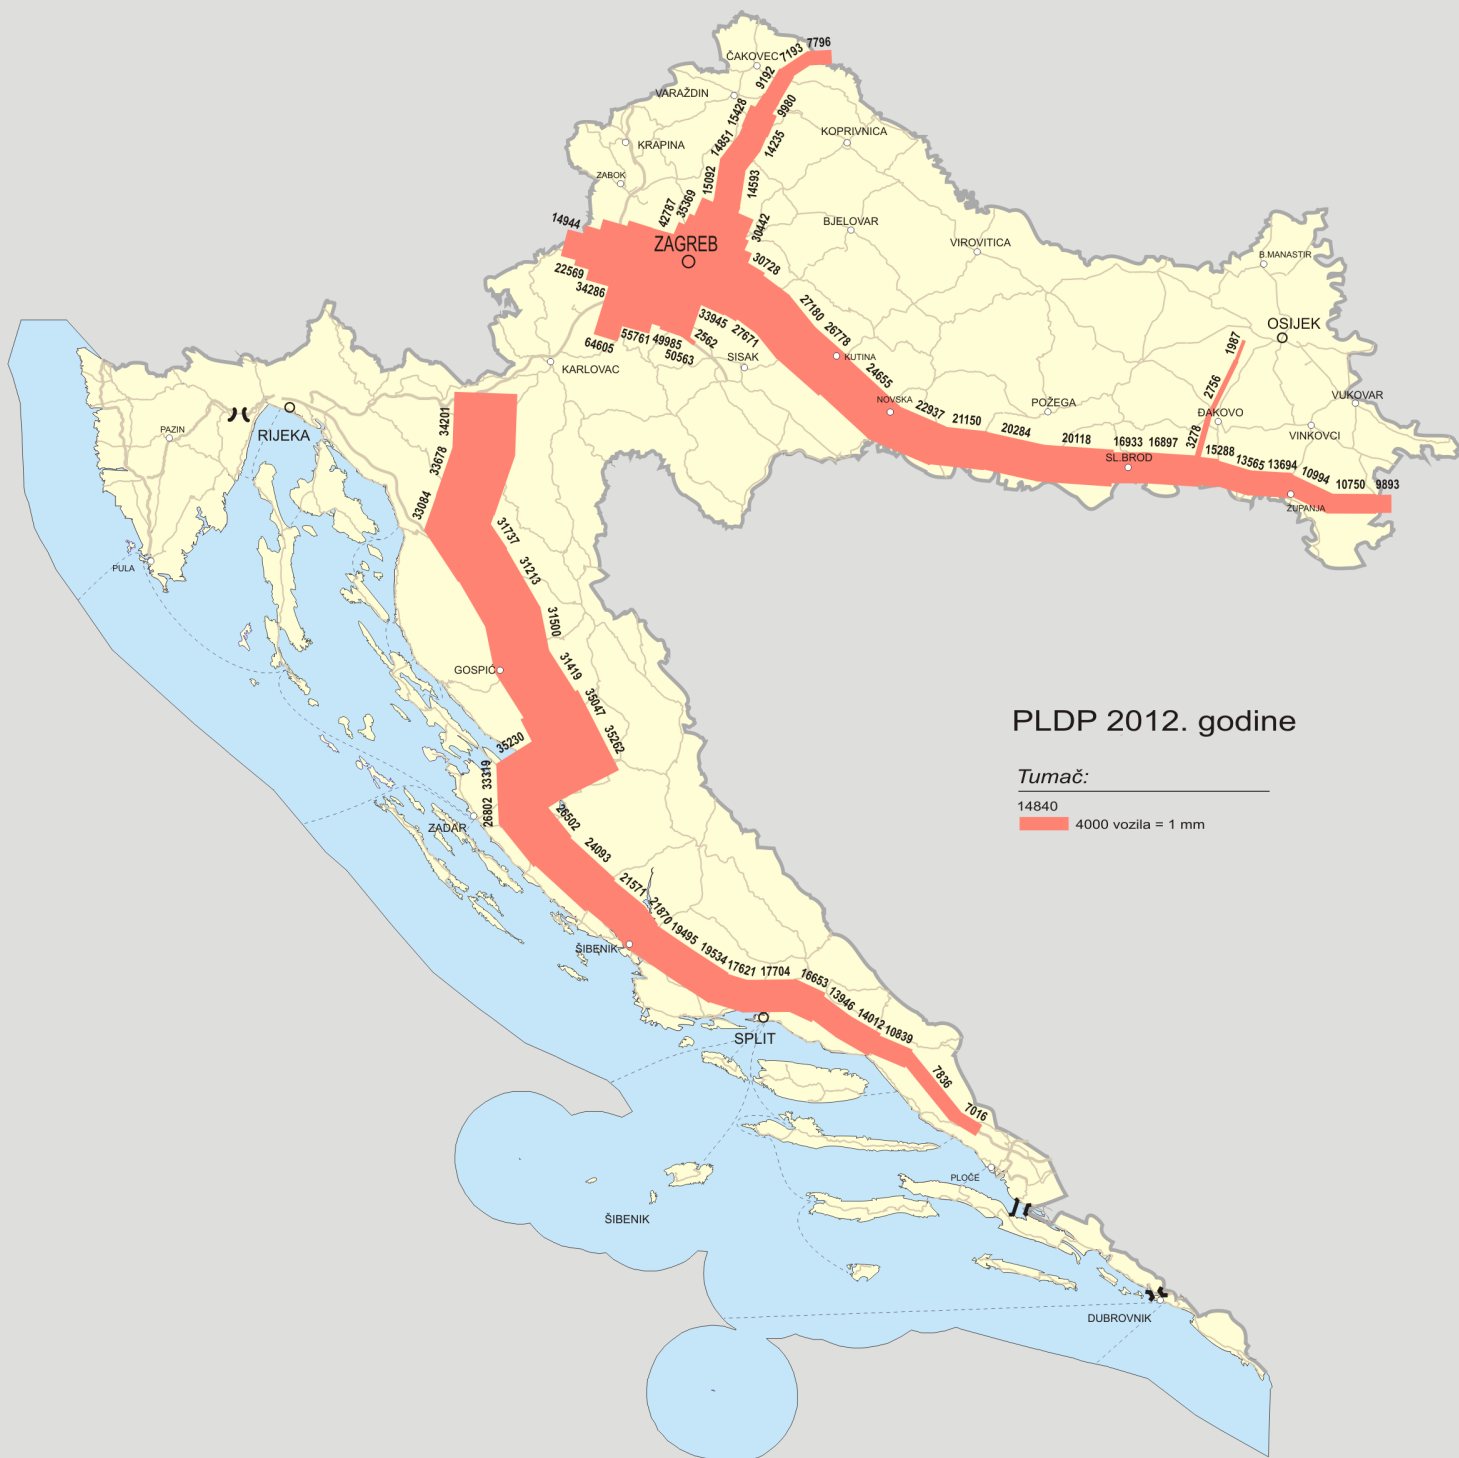 7796
7193
ČAKOVEC
9192
VARAŽDIN
15428
9980
14851
14235
KOPRIVNICA
KRAPINA
ZABOK
15092
14593
35369
42787
14944
30442
ZAGREB
BJELOVAR
VIROVITICA
30728
22569
34286
B.MANASTIR
27180
26778
33945
27671
2562
64605
55761
49985
50563
SISAK
KUTINA
KARLOVAC
24655
OSIJEK
1987
2756
NOVSKA
22937
21150
20284
POŽEGA
20118
16933
16897
3278
ĐAKOVO
VUKOVAR
VINKOVCI
SL.BROD
15288
13565
13694
10994
10750
9893
ŽUPANJA
PAZIN
RIJEKA
34201
33678
33084
31737
PULA
31213
31500
GOSPIĆ
31419
35047
35262
35230
33319
26802
ZADAR
26502
24093
21571
21870
19495
19534
17621
17704
16653
13946
14012
10839
ŠIBENIK
SPLIT
7836
7016
PLOČE
ŠIBENIK
DUBROVNIK
PLDP 2012. godine
Tumač:
14840
4000 vozila = 1 mm